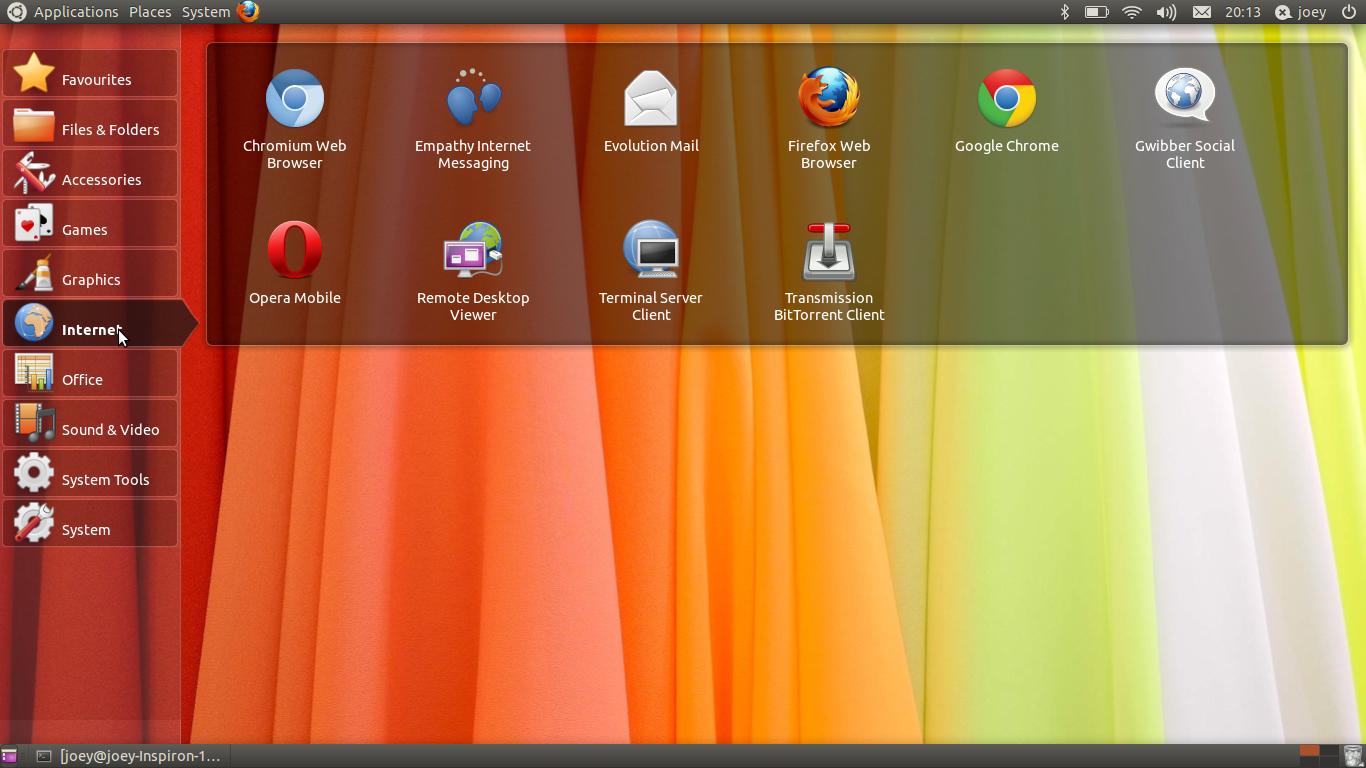 Applications Places System 20:13 joey
Favourites
Files & Folders
Accessories
Games
Graphics
Internet
Office
Sound & Video
System Tools
System
Chromium Web
Browser
Empathy Internet
Messaging
Evolution Mail
Firefox Web
Browser
Google Chrome
Gwibber Social
Client
Opera Mobile
Remote Desktop
Viewer
Terminal Server
Client
Transmission
BitTorrent Client
[joey@joey-Inspiron-1...